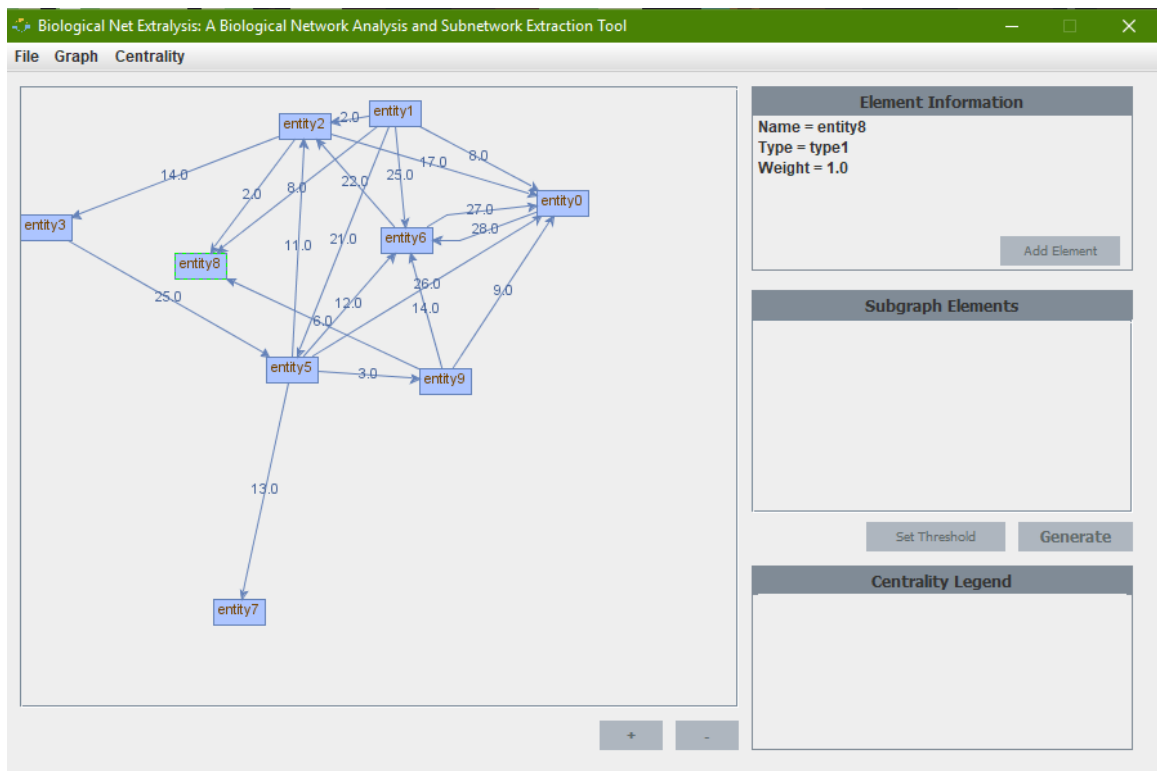 Biological Net Extralysis: A Biological Network Analysis and Subnetwork Extraction Tool
File Graph Centrality
entity1
entity2
2.0
17.0
8.0
14.0
2.0
8.0
22.0
25.0
entity0
27.0
28.0
entity3
entity6
11.0
21.0
entity8
25.0
26.0
9.0
12.0
14.0
6.0
entity5
3.0
entity9
13.0
entity7
+
-
Element Information
Name = entity8
Type = type1
Weight = 1.0
Add Element
Subgraph Elements
Set Threshold
Generate
Centrality Legend